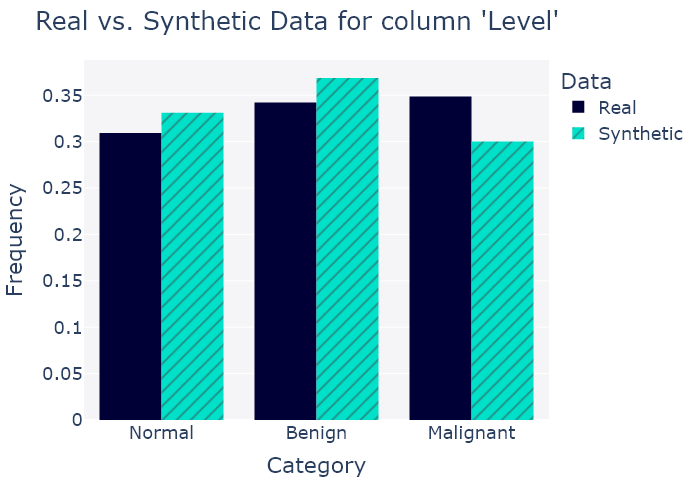 Real vs. Synthetic Data for column 'Level'
Data
Real
Synthetic
Frequency
0.35
0.3
0.25
0.2
0.15
0.1
0.05
0
Normal Benign Malignant
Category